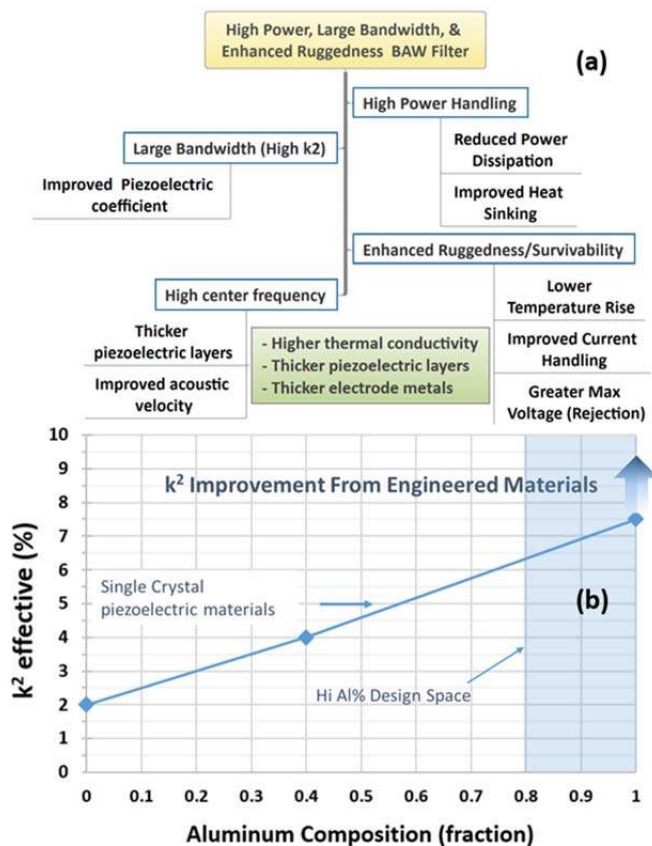 High Power, Large Bandwidth, &
Enhanced Ruggedness BAW Filter
(a)
High Power Handling
Reduced Power
Dissipation
Improved Heat
Sinking
Large Bandwidth (High k2)
Improved Piezoelectric
coefficient
Enhanced Ruggedness/Survivability
Lower
Temperature Rise
Improved Current
Handling
Greater Max
Voltage (Rejection)
High center frequency
Thicker
piezoelectric layers
Improved acoustic
velocity
- Higher thermal conductivity
- Thicker piezoelectric layers
- Thicker electrode metals
10
9
8
7
6
5
4
3
2
1
0
k² effective (%)
k² Improvement From Engineered Materials
Single Crystal
piezoelectric materials
(b)
Hi Al% Design Space
0 0.1 0.2 0.3 0.4 0.5 0.6 0.7 0.8 0.9 1
Aluminum Composition (fraction)